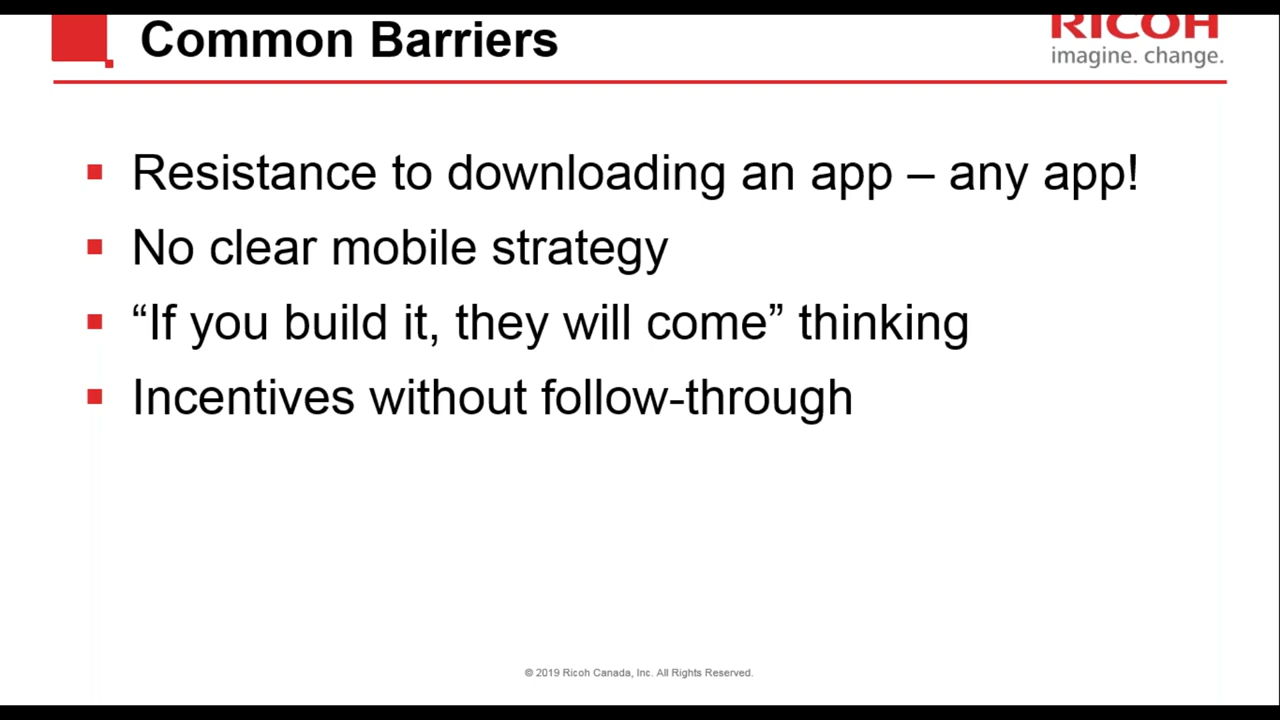 Common Barriers
RICOH
imagine. change.
Resistance to downloading an app – any app!
No clear mobile strategy
“If you build it, they will come” thinking
Incentives without follow-through
© 2019 Ricoh Canada, Inc. All Rights Reserved.